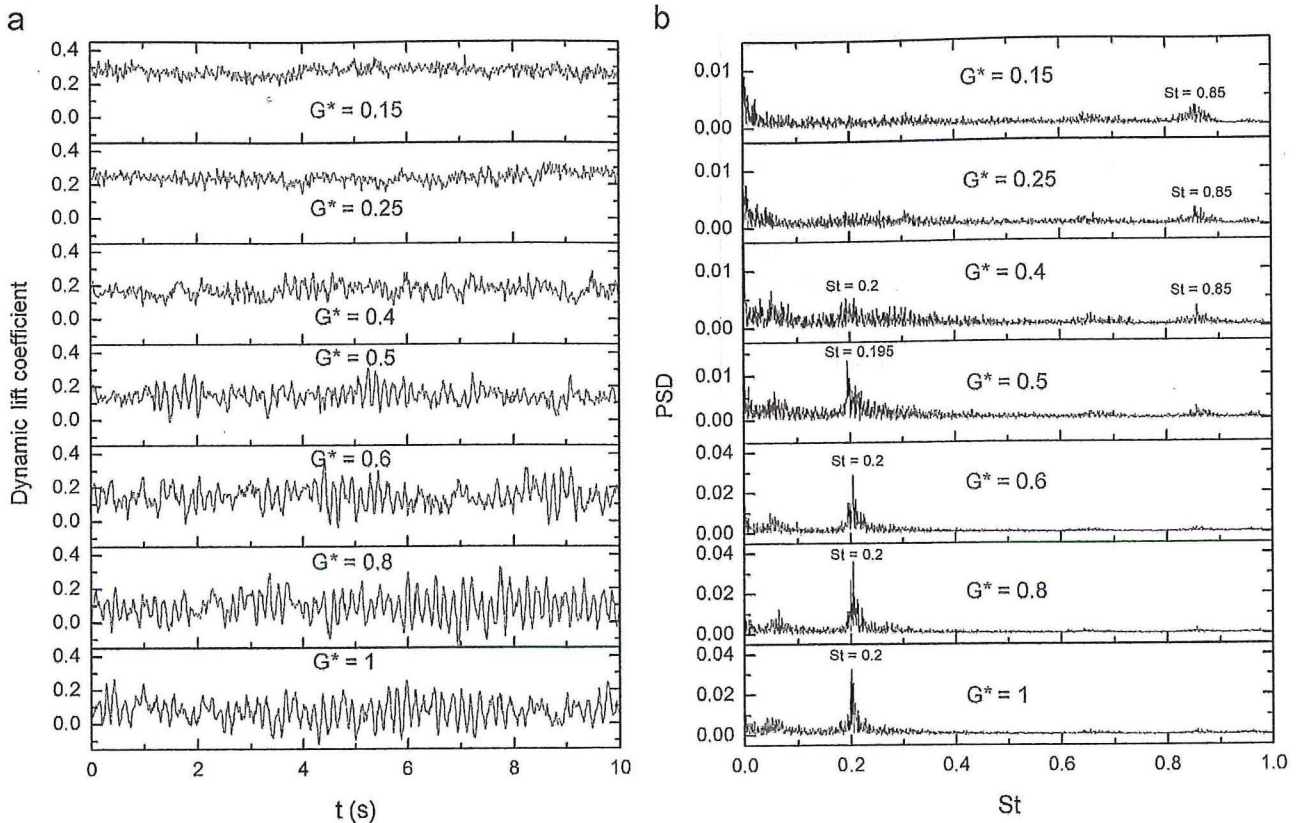 a
Dynamic lift coefficient
0.4
0.2
0.0
G* = 0.15
0.4
0.2
0.0
G* = 0.25
0.4
0.2
0.0
G* = 0.4
0.4
0.2
0.0
G* = 0.5
0.4
0.2
0.0
G* = 0.6
0.4
0.2
0.0
G* = 0.8
0.4
0.2
0.0
G* = 1
0
2
4
6
8
10
t (s)
b
PSD
0.01
0.00
G* = 0.15
St = 0.85
0.01
0.00
G* = 0.25
St = 0.85
0.01
0.00
G* = 0.4
St = 0.2
St = 0.85
0.01
0.00
St = 0.195
G* = 0.5
0.04
0.02
0.00
St = 0.2
G* = 0.6
0.04
0.02
0.00
St = 0.2
G* = 0.8
0.04
0.02
0.00
St = 0.2
G* = 1
0.0
0.2
0.4
0.6
0.8
1.0
St